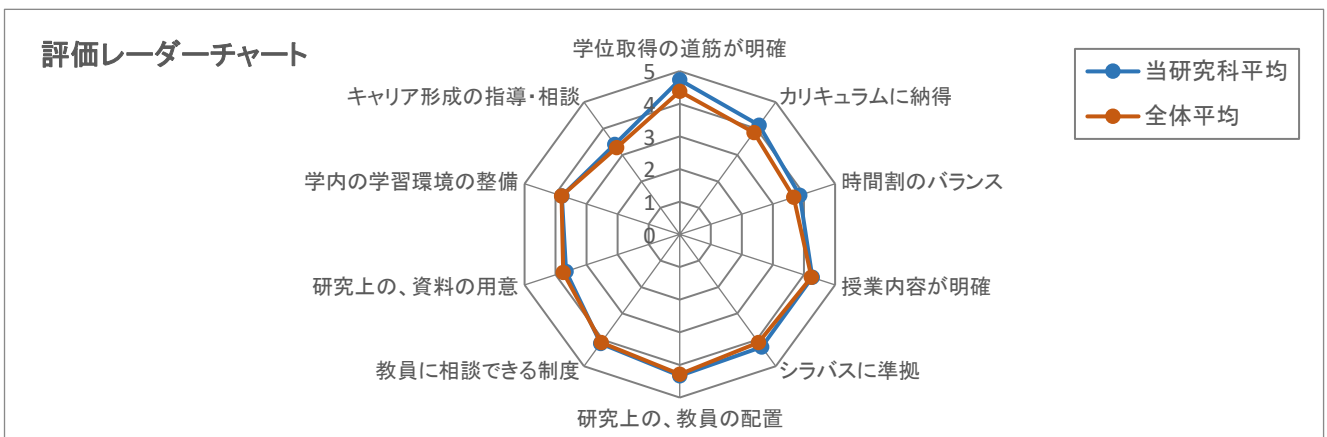 評価レーダーチャート
学位取得の道筋が明確
カリキュラムに納得
時間割のバランス
授業内容が明確
シラバスに準拠
研究上の、教員の配置
教員に相談できる制度
研究上の、資料の用意
学内の学習環境の整備
キャリア形成の指導・相談
5
4
3
2
1
0
当研究科平均
全体平均